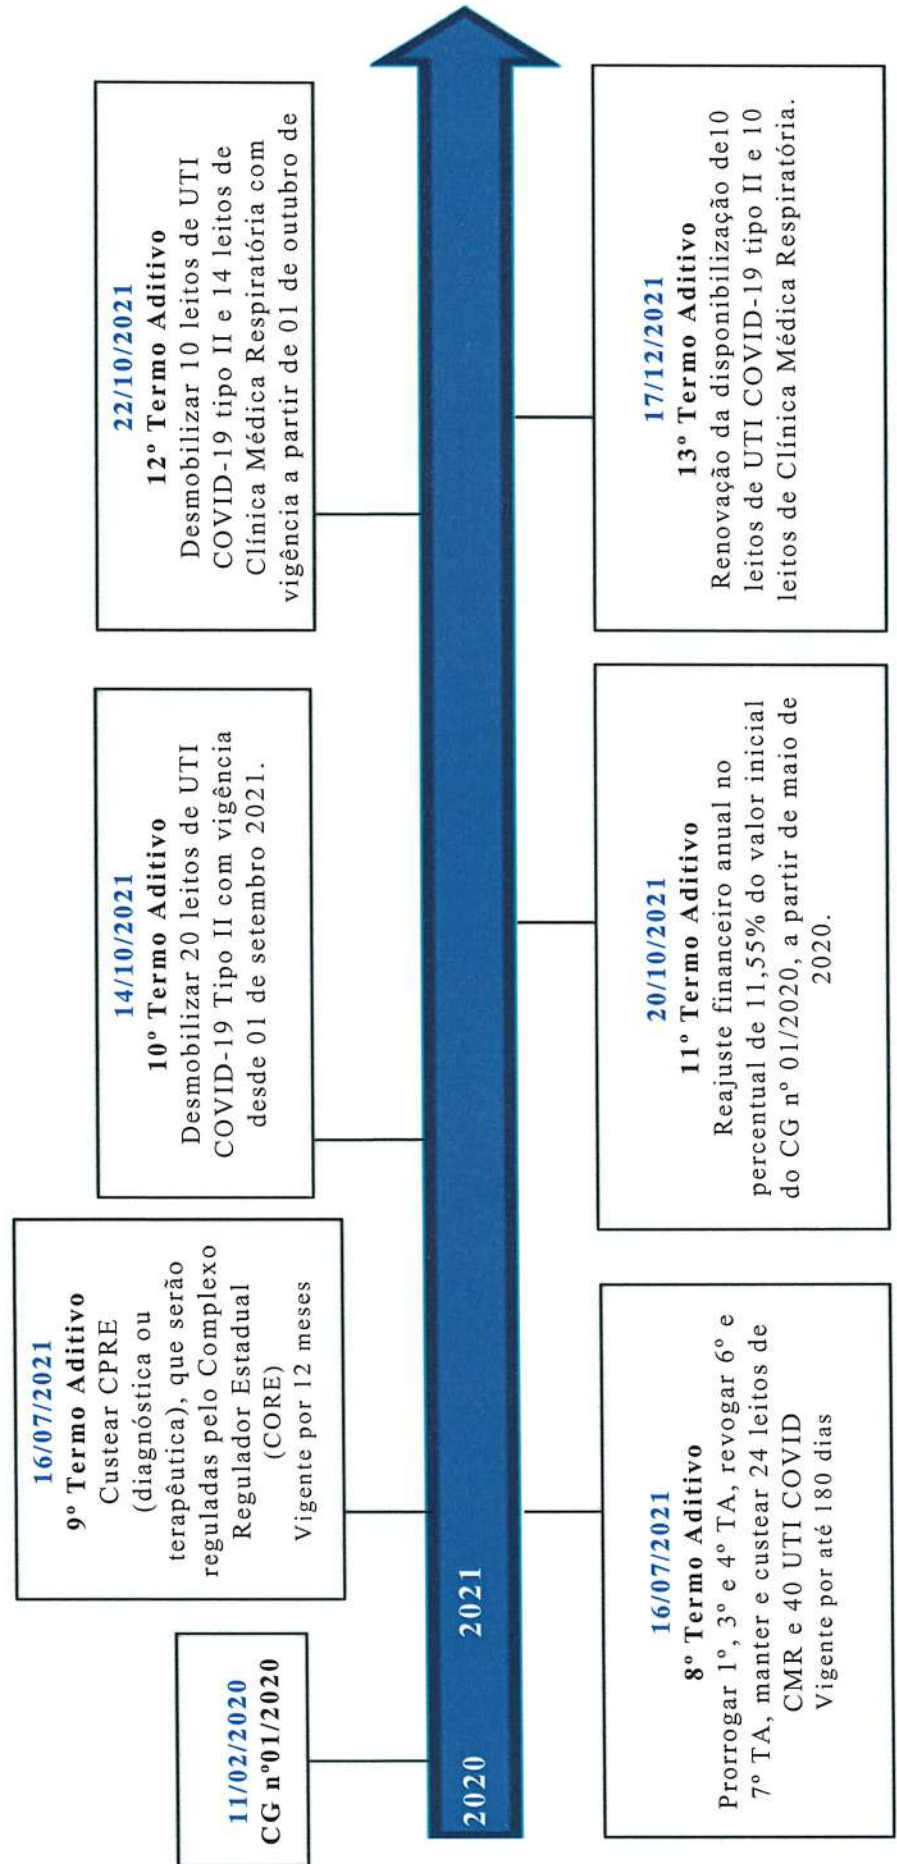 11/02/2020
CG nº01/2020
16/07/2021
9º Termo Aditivo
Custear CPRE
(diagnóstica ou
terapêutica), que serão
reguladas pelo Complexo
Regulador Estadual
(CORE)
Vigente por 12 meses
14/10/2021
10º Termo Aditivo
Desmobilizar 20 leitos de UTI
COVID-19 Tipo II com vigência
desde 01 de setembro 2021.
22/10/2021
12º Termo Aditivo
Desmobilizar 10 leitos de UTI
COVID-19 tipo II e 14 leitos de
Clínica Médica Respiratória com
vigência a partir de 01 de outubro de
2020
2021
16/07/2021
8º Termo Aditivo
Prorrogar 1º, 3º e 4º TA, revogar 6º e
7º TA, manter e custear 24 leitos de
CMR e 40 UTI COVID
Vigente por até 180 dias
20/10/2021
11º Termo Aditivo
Reajuste financeiro anual no
percentual de 11,55% do valor inicial
do CG nº 01/2020, a partir de maio de
2020.
17/12/2021
13º Termo Aditivo
Renovação da disponibilização de10
leitos de UTI COVID-19 tipo II e 10
leitos de Clínica Médica Respiratória.